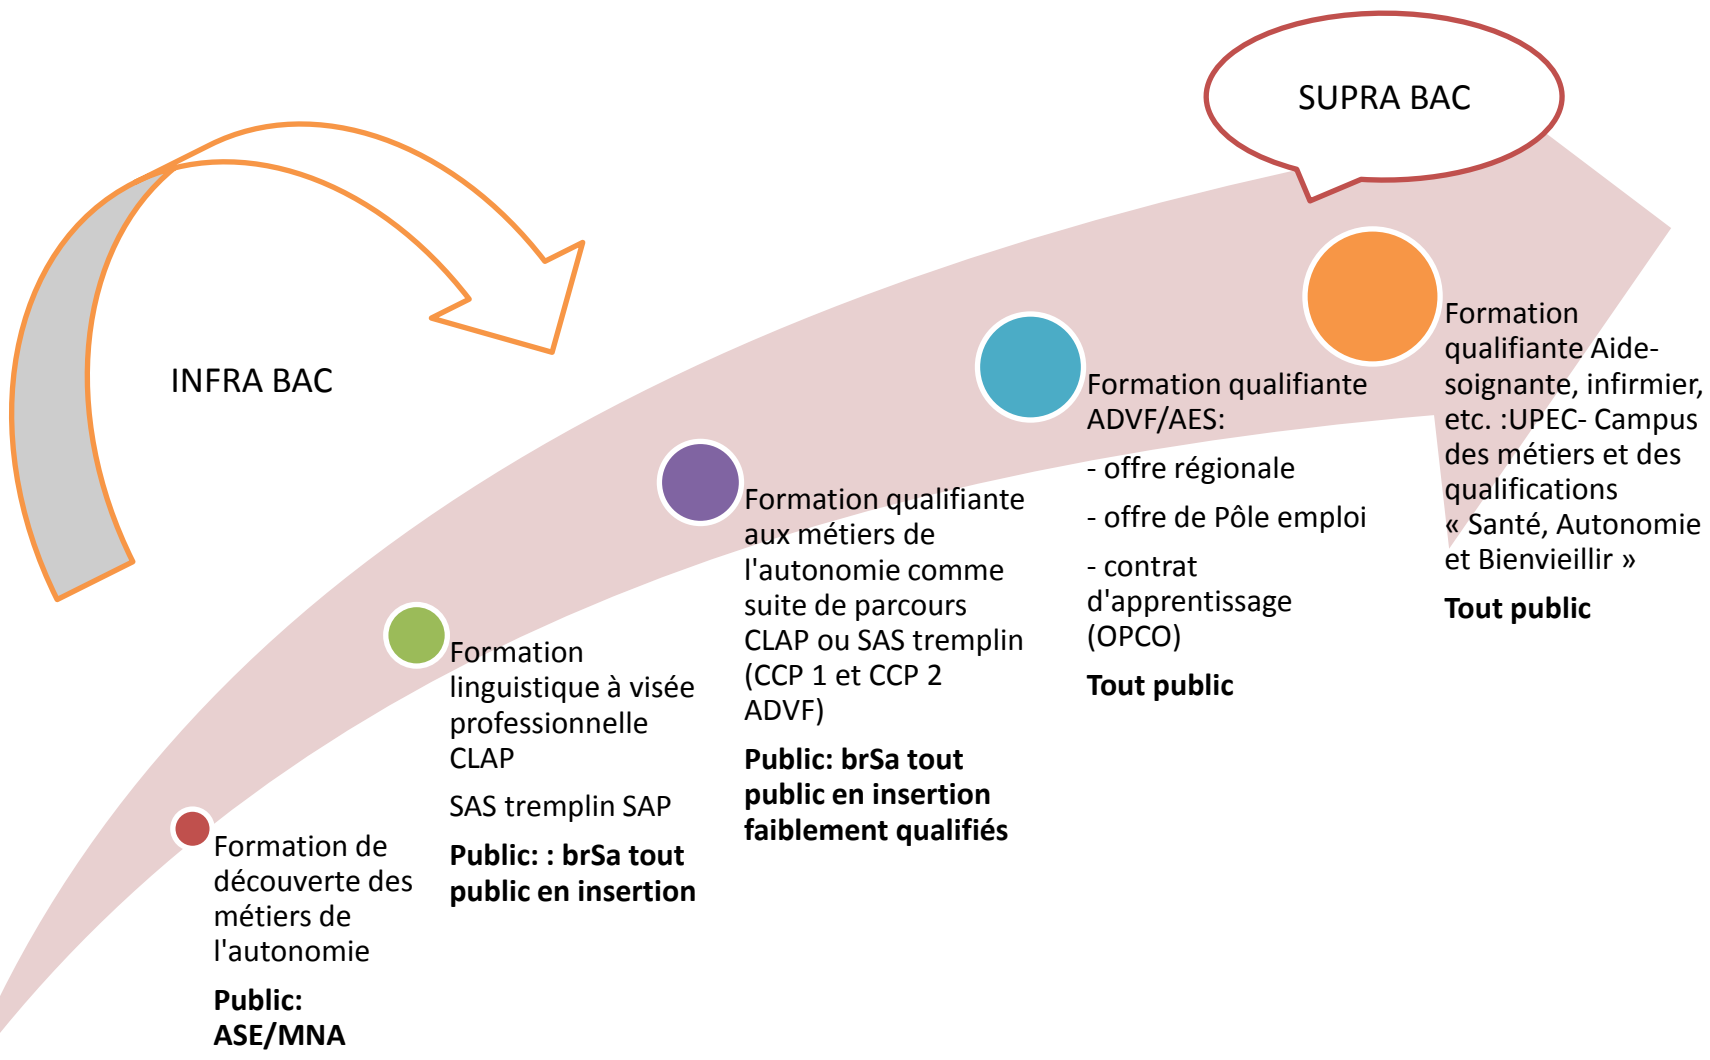 SUPRA BAC
INFRA BAC
Formation de
découverte des
métiers de
l'autonomie
Public:
ASE/MNA
Formation
linguistique à visée
professionnelle
CLAP
SAS tremplin SAP
Public: : brSa tout
public en insertion
Formation qualifiante
aux métiers de
l'autonomie comme
suite de parcours
CLAP ou SAS tremplin
(CCP 1 et CCP 2
ADVF)
Public: brSa tout
public en insertion
faiblement qualifiés
Formation qualifiante
ADVF/AES:
- offre régionale
- offre de Pôle emploi
- contrat
d'apprentissage
(OPCO)
Tout public
Formation
qualifiante Aide-
soignante, infirmier,
etc. :UPEC- Campus
des métiers et des
qualifications
« Santé, Autonomie
et Bienvieillir »
Tout public